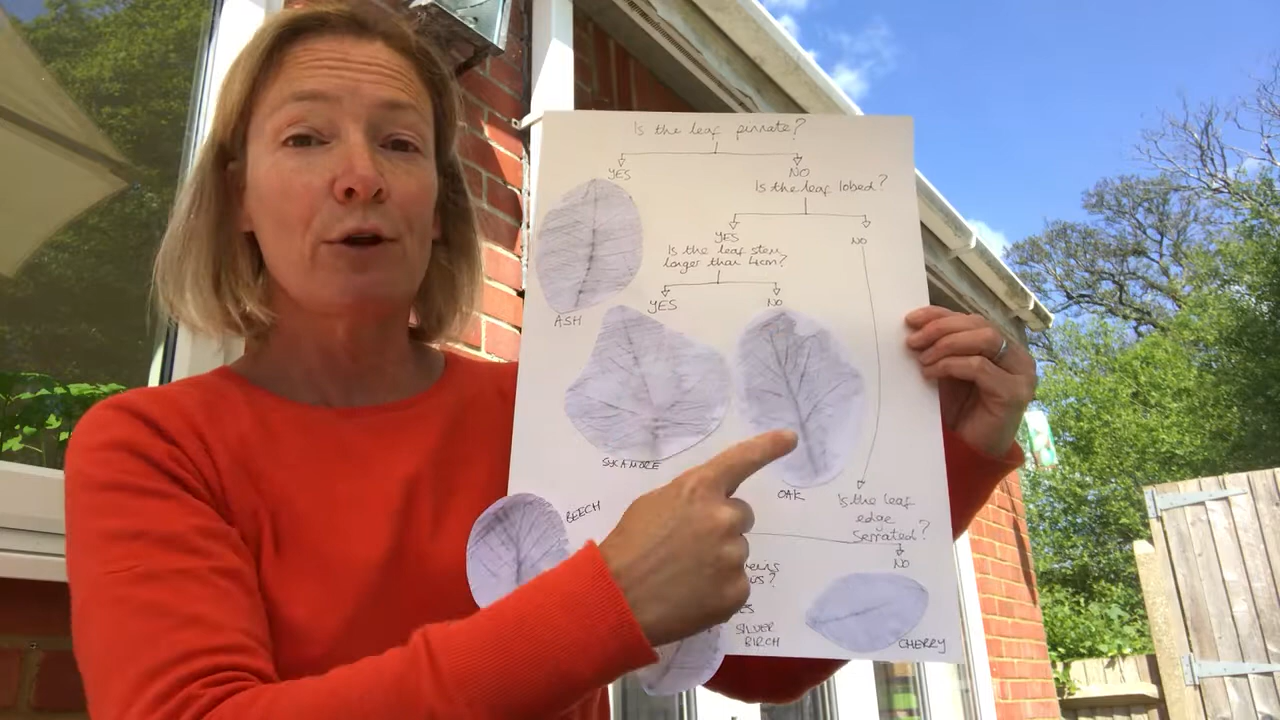 Is the leaf pinnate?
YES
NO
Is the leaf lobed?
YES
NO
Is the leaf stem
longer than 4cm?
YES
NO
ASH
SYCAMORE
OAK
Is the leaf
edge
Serrated?
BEECH
NO
SILVER
BIRCH
CHERRY